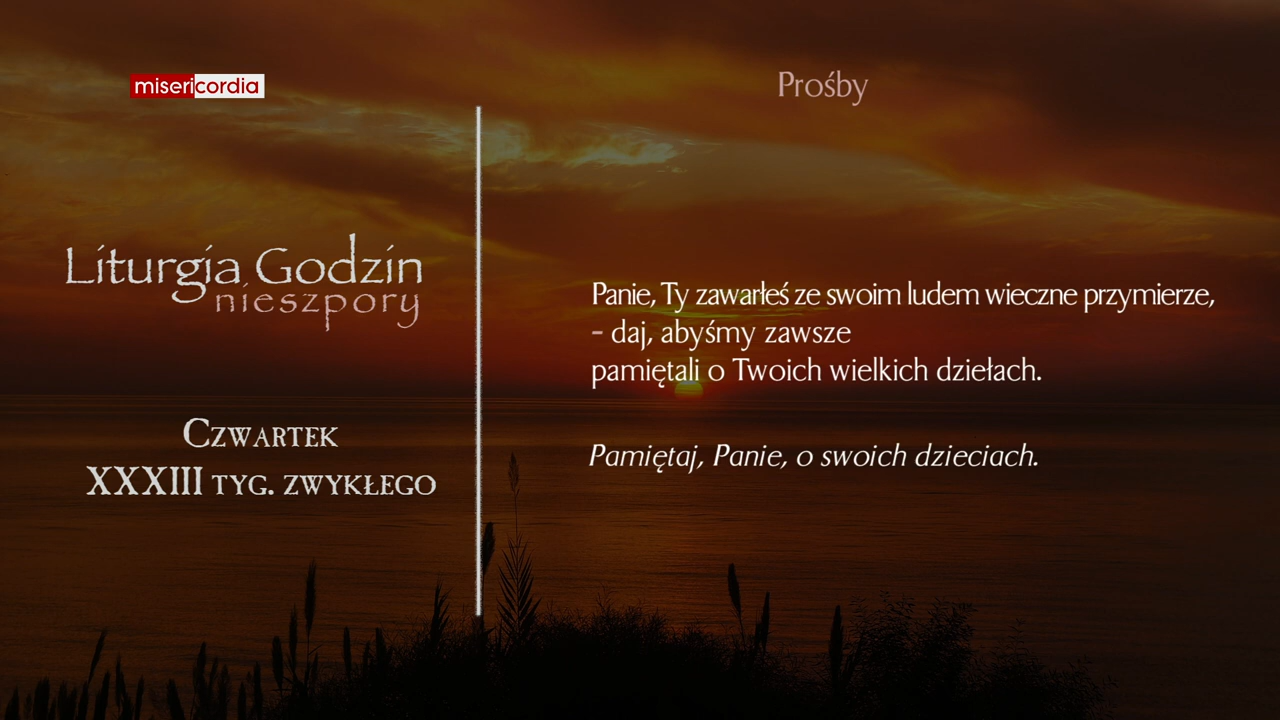 misericordia
Liturgia Godzin
nieszpory
Czwartek
XXXIII tyg. zwykłego
Prośby
Panie, Ty zawarłeś ze swoim ludem wieczne przymierze,
- daj, abyśmy zawsze
pamiętali o Twoich wielkich dziełach.
Pamiętaj, Panie, o swoich dzieciach.